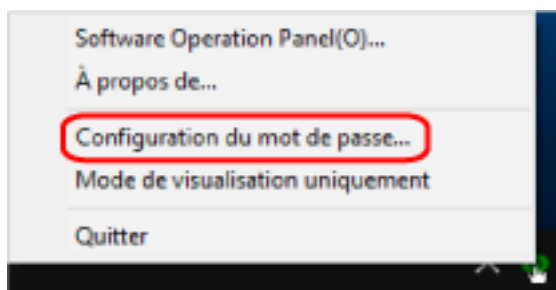 Software Operation Panel(O)...
À propos de...
Configuration du mot de passe...
Mode de visualisation uniquement
Quitter